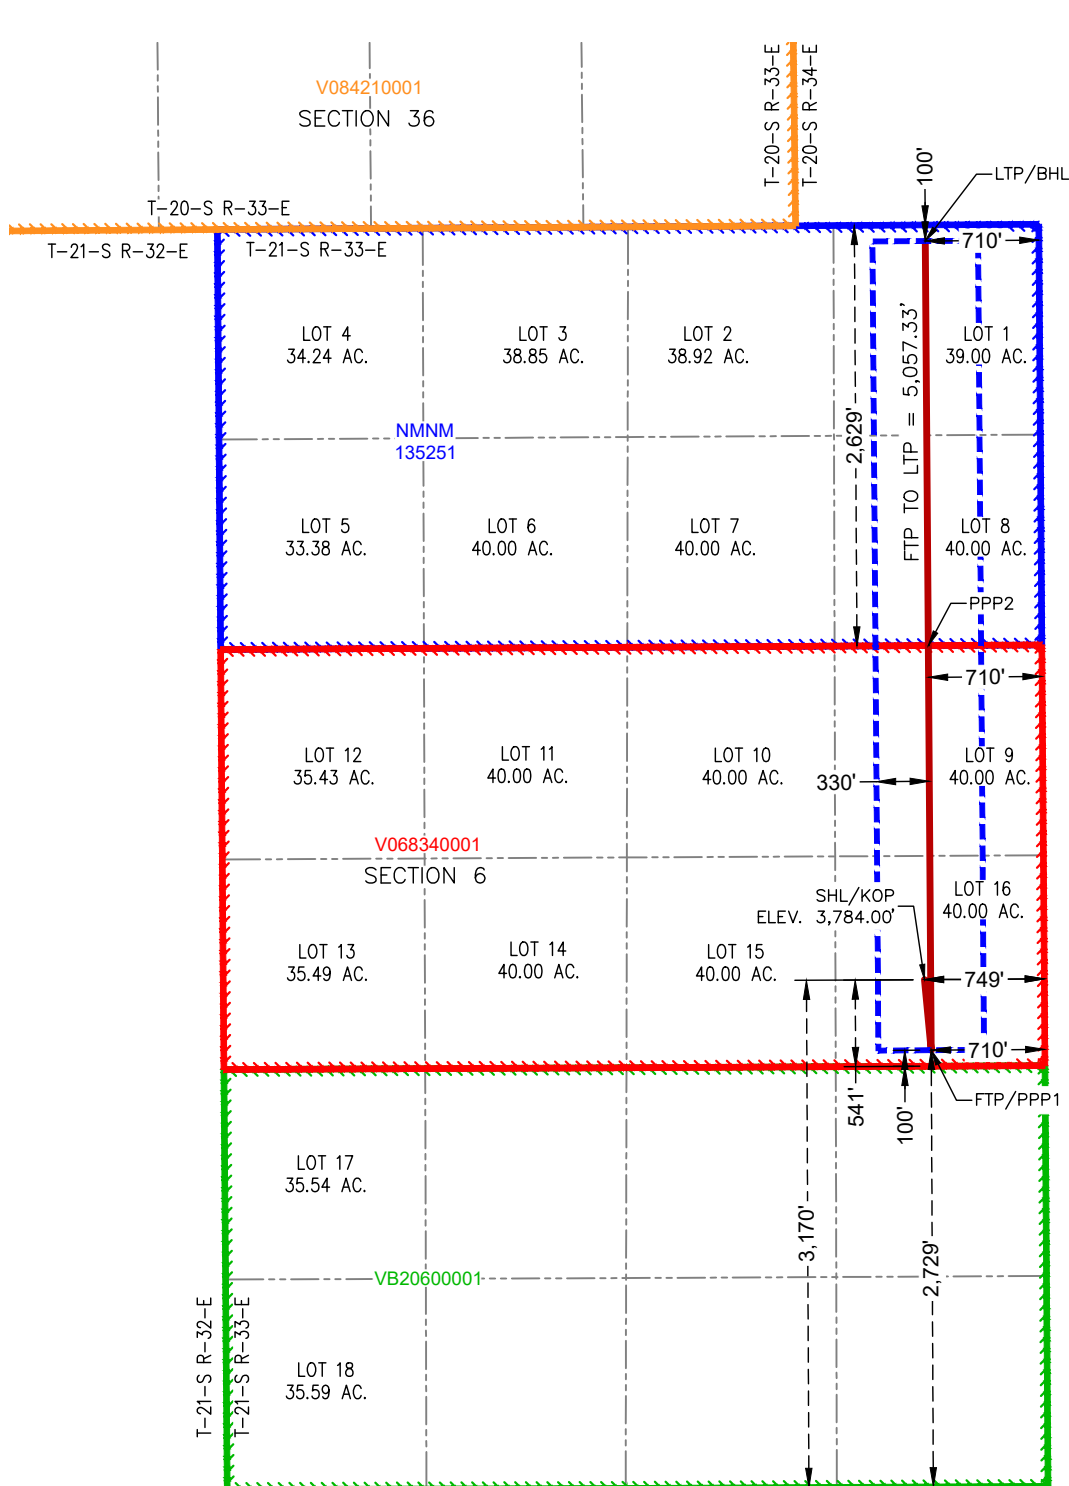 V084210001
SECTION 36
T-20-S R-33-E
T-20-S R-34-E
100'
LTP/BHL
T-20-S R-33-E
T-21-S R-32-E
T-21-S R-33-E
710'
LOT 4
34.24 AC.
LOT 3
38.85 AC.
LOT 2
38.92 AC.
LOT 1
39.00 AC.
FTP TO LTP = 5,057.33'
2,629'
NMNM
135251
LOT 5
33.38 AC.
LOT 6
40.00 AC.
LOT 7
40.00 AC.
LOT 8
40.00 AC.
PPP2
710'
LOT 12
35.43 AC.
LOT 11
40.00 AC.
LOT 10
40.00 AC.
LOT 9
40.00 AC.
330'
V068340001
SECTION 6
SHL/KOP
ELEV. 3,784.00'
LOT 16
40.00 AC.
LOT 13
35.49 AC.
LOT 14
40.00 AC.
LOT 15
40.00 AC.
749'
710'
541'
100'
FTP/PPP1
LOT 17
35.54 AC.
3,170'
2,729'
VB20600001
T-21-S R-32-E
T-21-S R-33-E
LOT 18
35.59 AC.